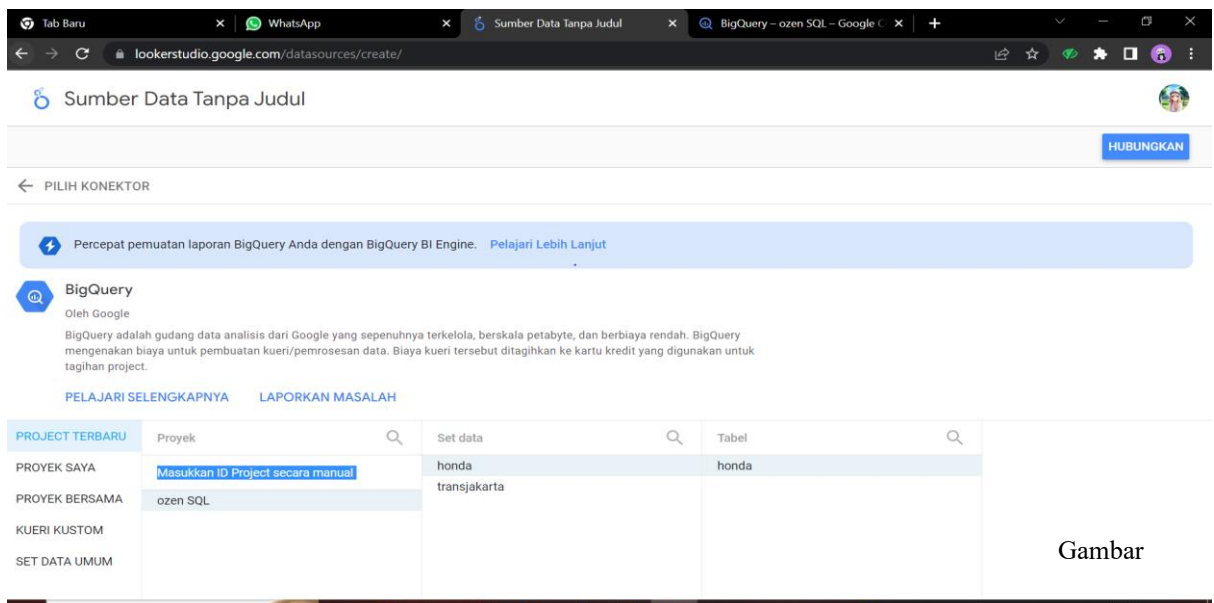 Tab Baru
WhatsApp
Sumber Data Tanpa Judul
BigQuery – ozen SQL – Google C
lookerstudio.google.com/datasources/create/
Sumber Data Tanpa Judul
HUBUNGKAN
PILIH KONEKTOR
Percepat pemuatan laporan BigQuery Anda dengan BigQuery BI Engine. Pelajari Lebih Lanjut
BigQuery
Oleh Google
BigQuery adalah gudang data analisis dari Google yang sepenuhnya terkelola, berskala petabyte, dan berbiaya rendah. BigQuery
mengenakan biaya untuk pembuatan kueri/pemrosesan data. Biaya kueri tersebut ditagihkan ke kartu kredit yang digunakan untuk
tagihan project.
PELAJARI SELENGKAPNYA LAPORKAN MASALAH
PROJECT TERBARU
PROYEK SAYA
PROYEK BERSAMA
KUERI KUSTOM
SET DATA UMUM
Proyek
Masukkan ID Project secara manual
ozen SQL
Set data
honda
transjakarta
Tabel
honda
Gambar